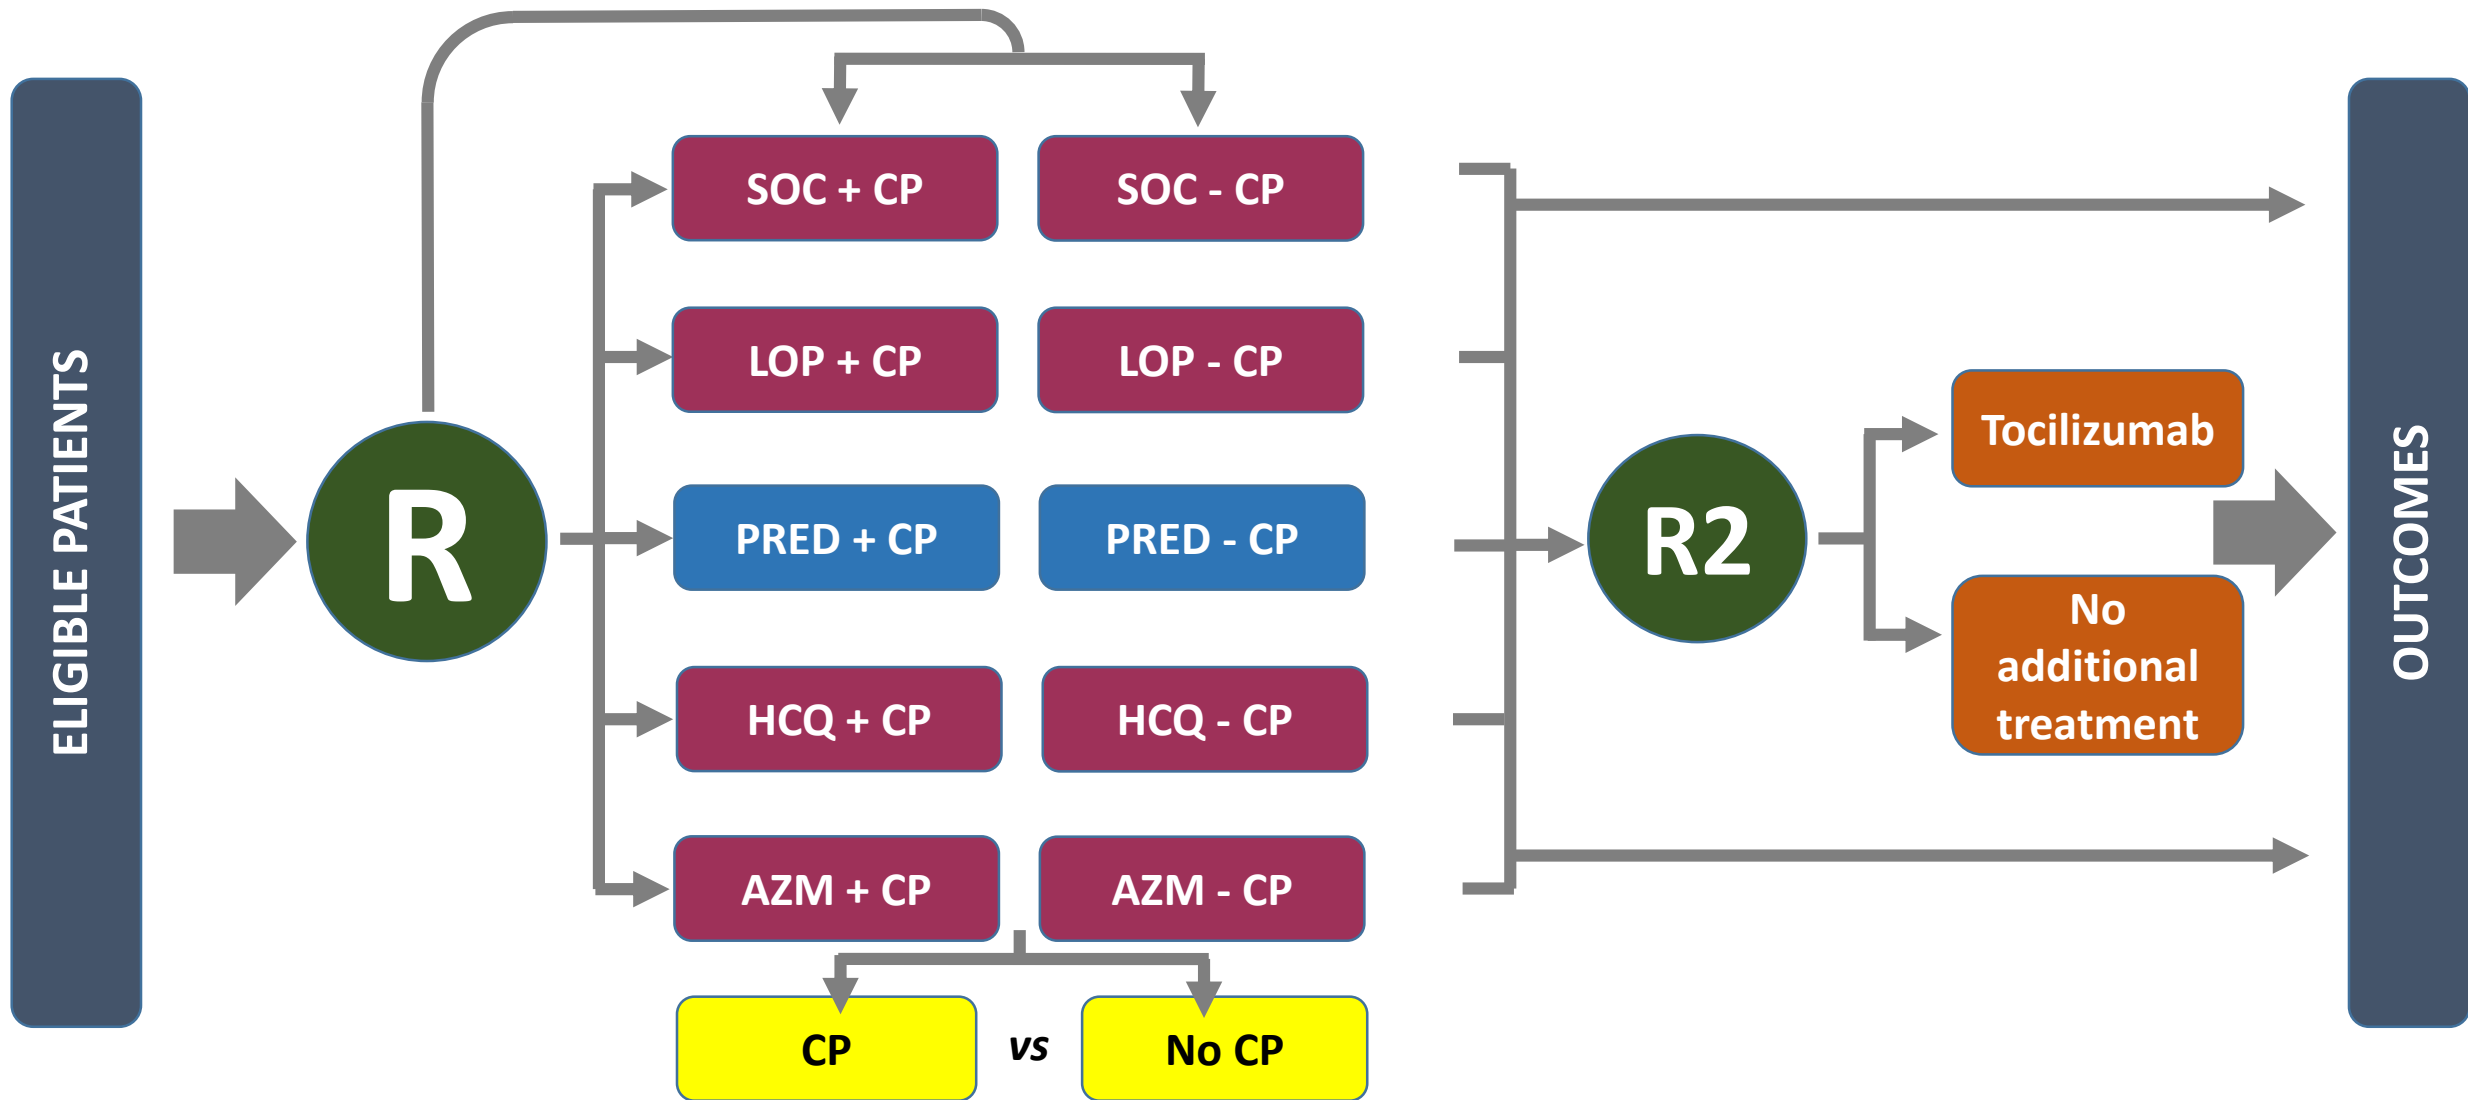 ELIGIBLE PATIENTS
R
SOC + CP
SOC - CP
LOP + CP
LOP - CP
PRED + CP
PRED - CP
HCQ + CP
HCQ - CP
AZM + CP
AZM - CP
CP
vs
No CP
R2
Tocilizumab
No
additional
treatment
OUTCOMES